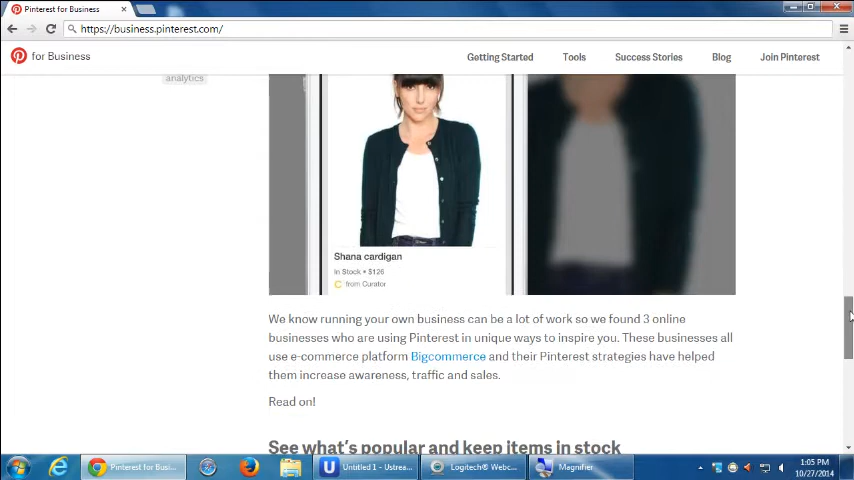 Pinterest for Business
https://business.pinterest.com/
for Business
Getting Started
Tools
Success Stories
Blog
Join Pinterest
analytics
Shana cardigan
In Stock • $126
from Curator
We know running your own business can be a lot of work so we found 3 online
businesses who are using Pinterest in unique ways to inspire you. These businesses all
use e-commerce platform Bigcommerce and their Pinterest strategies have helped
them increase awareness, traffic and sales.
Read on!
See what's popular and keep items in stock
Pinterest for Busi...
Untitled 1 - Ustrea...
Logitech® Webc...
Magnifier
1:05 PM
10/27/2014